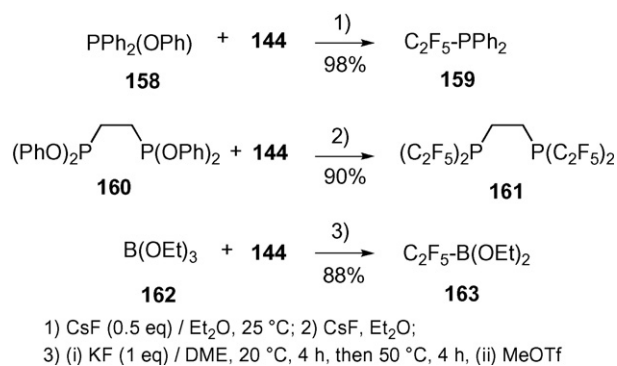 PPh₂(OPh) + 144 1) 98% C₂F₅-PPh₂
158 159
(PhO)₂P P(OPh)₂ + 144 2) 90% (C₂F₅)₂P P(C₂F₅)₂
160 161
B(OEt)₃ + 144 3) 88% C₂F₅-B(OEt)₂
162 163
1) CsF (0.5 eq) / Et₂O, 25 °C; 2) CsF, Et₂O;
3) (i) KF (1 eq) / DME, 20 °C, 4 h, then 50 °C, 4 h, (ii) MeOTf